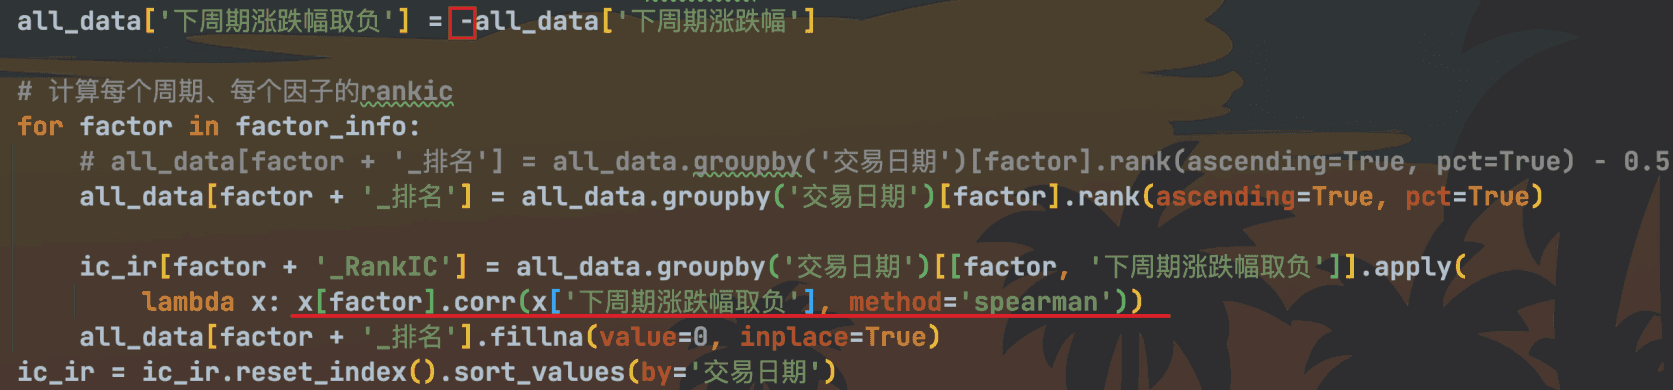 all_data['下周期涨跌幅取负'] = -all_data['下周期涨跌幅']
# 计算每个周期、每个因子的rankic
for factor in factor_info:
# all_data[factor + '_排名'] = all_data.groupby('交易日期')[factor].rank(ascending=True, pct=True) - 0.5
all_data[factor + '_排名'] = all_data.groupby('交易日期')[factor].rank(ascending=True, pct=True)
ic_ir[factor + '_RankIC'] = all_data.groupby('交易日期')[[factor, '下周期涨跌幅取负']].apply(
lambda x: x[factor].corr(x['下周期涨跌幅取负'], method='spearman'))
all_data[factor + '_排名'].fillna(value=0, inplace=True)
ic_ir = ic_ir.reset_index().sort_values(by='交易日期')